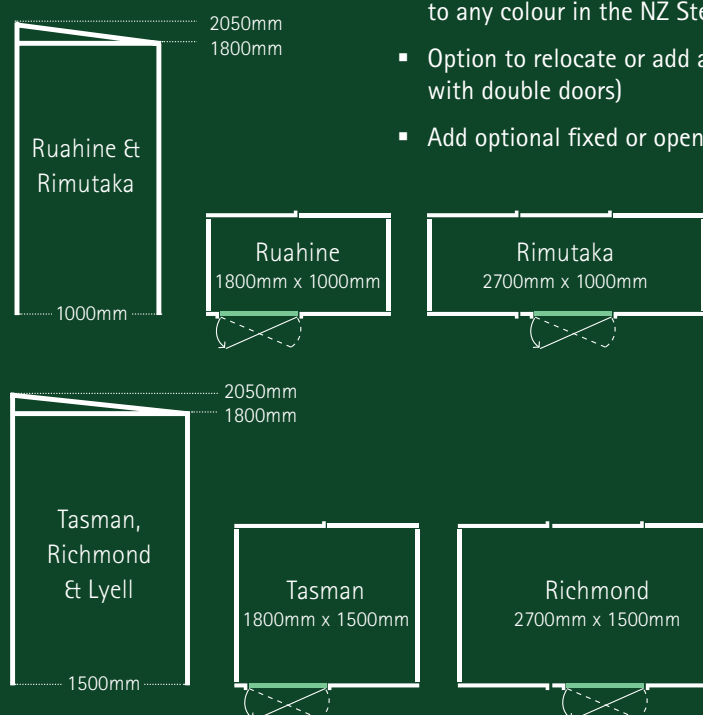 to any colour in the NZ
▪ Option to relocate or add
with double doors)
▪ Add optional fixed or
2050mm
1800mm
Ruahine &
Rimutaka
1000mm
Ruahine
1800mm x 1000mm
Rimutaka
2700mm x 1000mm
2050mm
1800mm
Tasman,
Richmond
& Lyell
1500mm
Tasman
1800mm x 1500mm
Richmond
2700mm x 1500mm